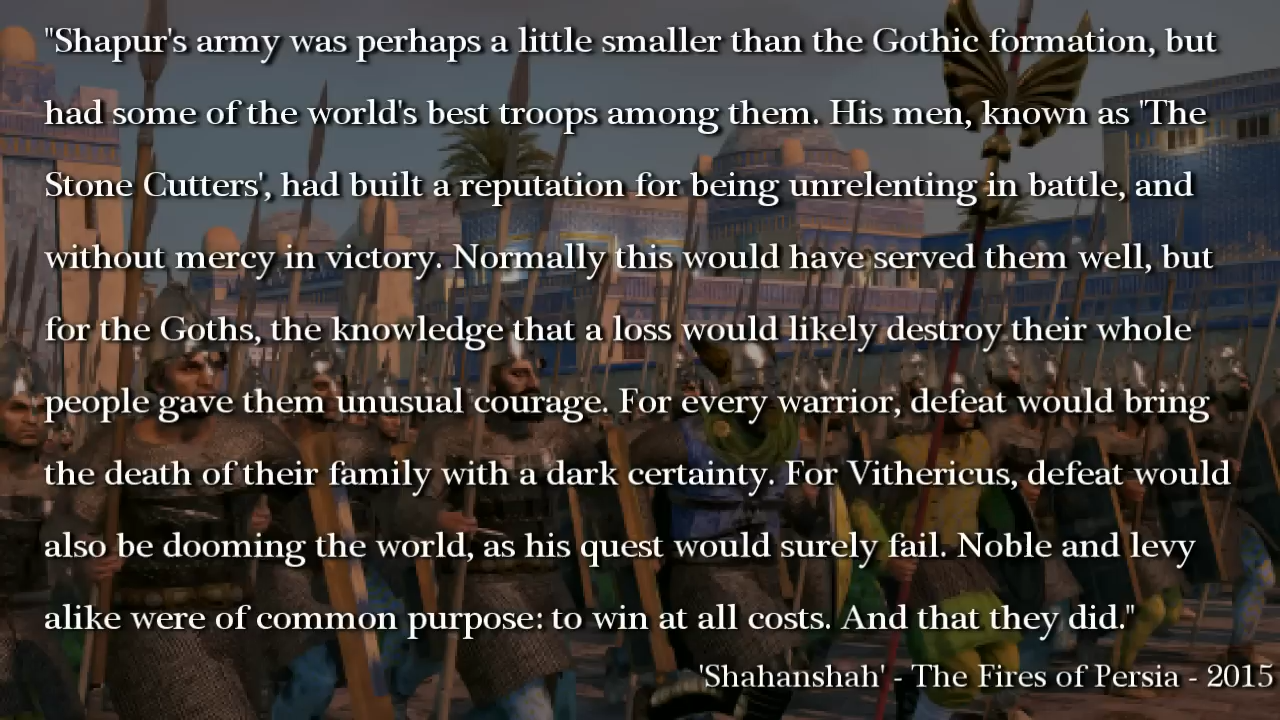 "Shapur's army was perhaps a little smaller than the Gothic formation, but
had some of the world's best troops among them. His men, known as 'The
Stone Cutters', had built a reputation for being unrelenting in battle, and
without mercy in victory. Normally this would have served them well, but
for the Goths, the knowledge that a loss would likely destroy their whole
people gave them unusual courage. For every warrior, defeat would bring
the death of their family with a dark certainty. For Vithericus, defeat would
also be dooming the world, as his quest would surely fail. Noble and levy
alike were of common purpose: to win at all costs. And that they did."
'Shahanshah' - The Fires of Persia - 2015